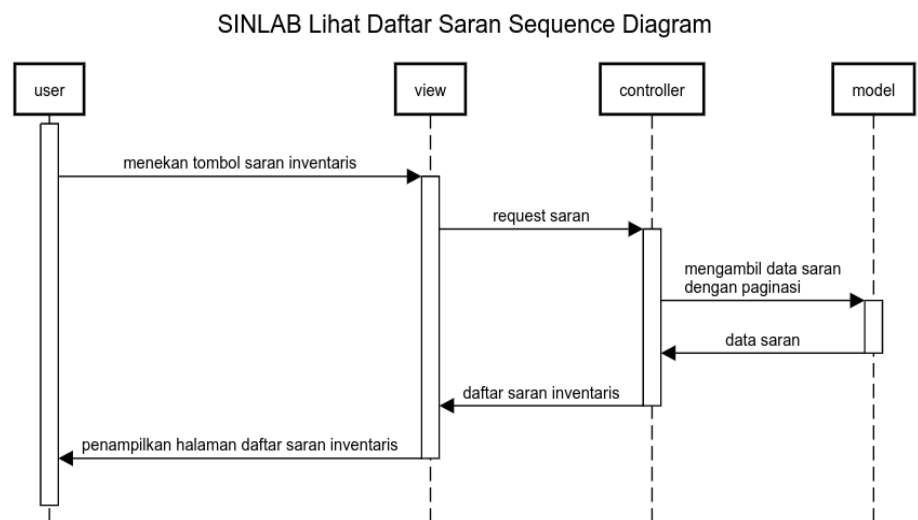 SINLAB Lihat Daftar Saran Sequence Diagram
user
view
controller
model
menekan tombol saran inventaris
request saran
mengambil data saran
dengan paginasi
data saran
daftar saran inventaris
penampilkan halaman daftar saran inventaris